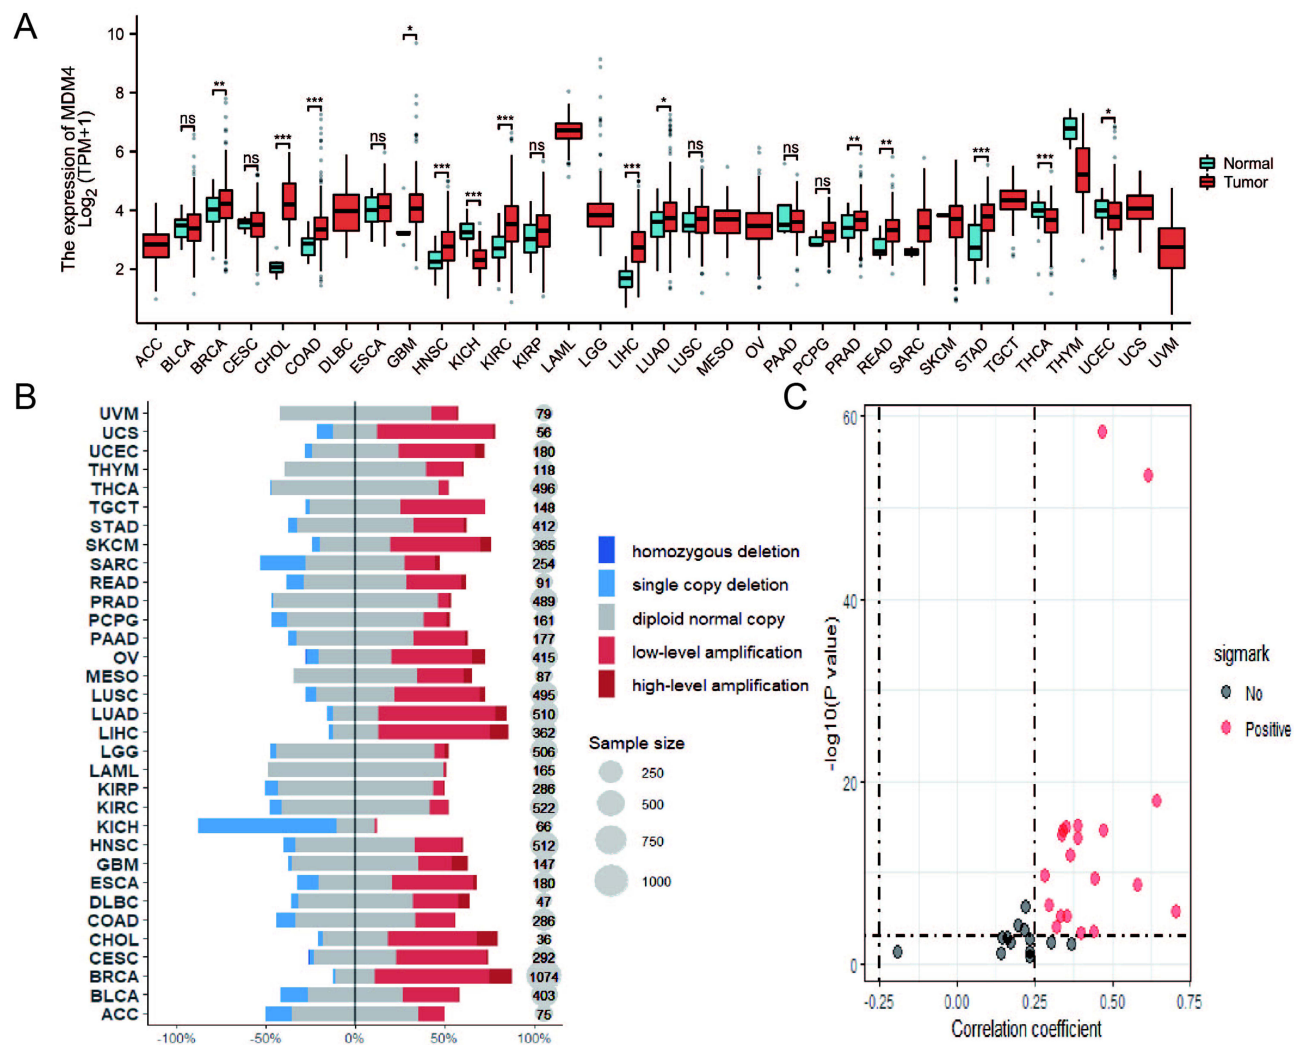 A
The expression of MDM4
Log2 (TPM+1)
10
8
6
4
2
*
** *** ns ns *** ns *** *** *** ns *** * ns ns ns ** ** *** *** *
Normal
Tumor
ACC BLCA BRCA CESC CHOL COAD DLBC ESCA GBM HNSC KICH KIRC KIRP LAML LGG LIHC LUAD LUSC MESO OV PAAD PCPG PRAD READ SARC SKCM STAD TGCT THCA THYM UCEC UCS UVM
B
UVM 79
UCS 56
UCEC 180
THYM 118
THCA 496
TGCT 148
STAD 412
SKCM 365
SARC 254
READ 91
PRAD 489
PCPG 161
PAAD 177
OV 415
MESO 87
LUSC 495
LUAD 510
LIHC 362
LGG 506
LAML 165
KIRP 286
KIRC 522
KICH 66
HNSC 512
GBM 147
ESCA 180
DLBC 47
COAD 286
CHOL 36
CESC 292
BRCA 1074
BLCA 403
ACC 75
-100% -50% 0% 50% 100%
homozygous deletion
single copy deletion
diploid normal copy
low-level amplification
high-level amplification
Sample size
250
500
750
1000
C
-log10(P value)
60
40
20
0
-0.25 0.00 0.25 0.50 0.75
Correlation coefficient
sigmark
No
Positive